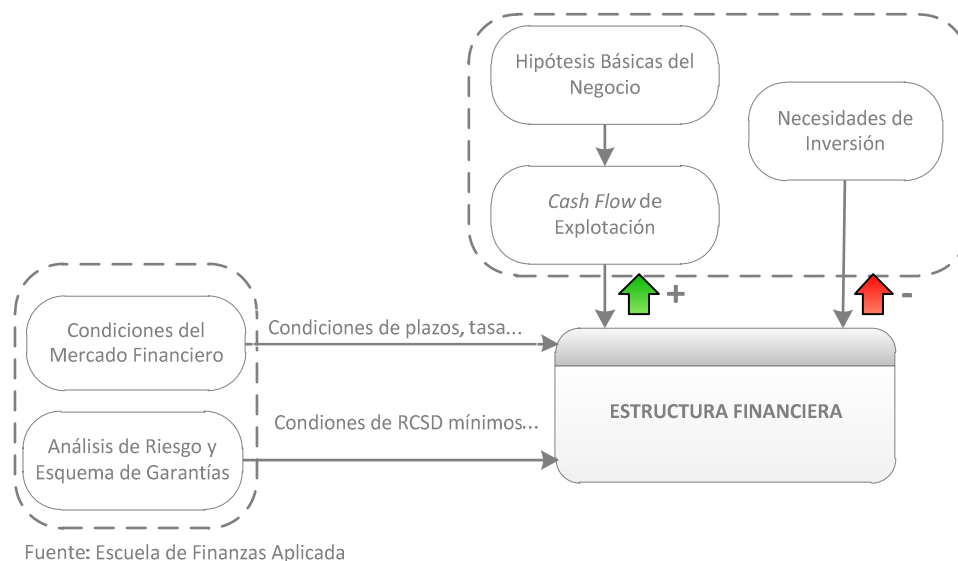 Hipótesis Básicas del
Negocio
Necesidades de
Inversión
Cash Flow de
Explotación
+
-
Condiciones del
Mercado Financiero
Condiciones de plazos, tasa...
ESTRUCTURA FINANCIERA
Condiones de RCSD mínimos...
Análisis de Riesgo y
Esquema de Garantías
Fuente: Escuela de Finanzas Aplicada